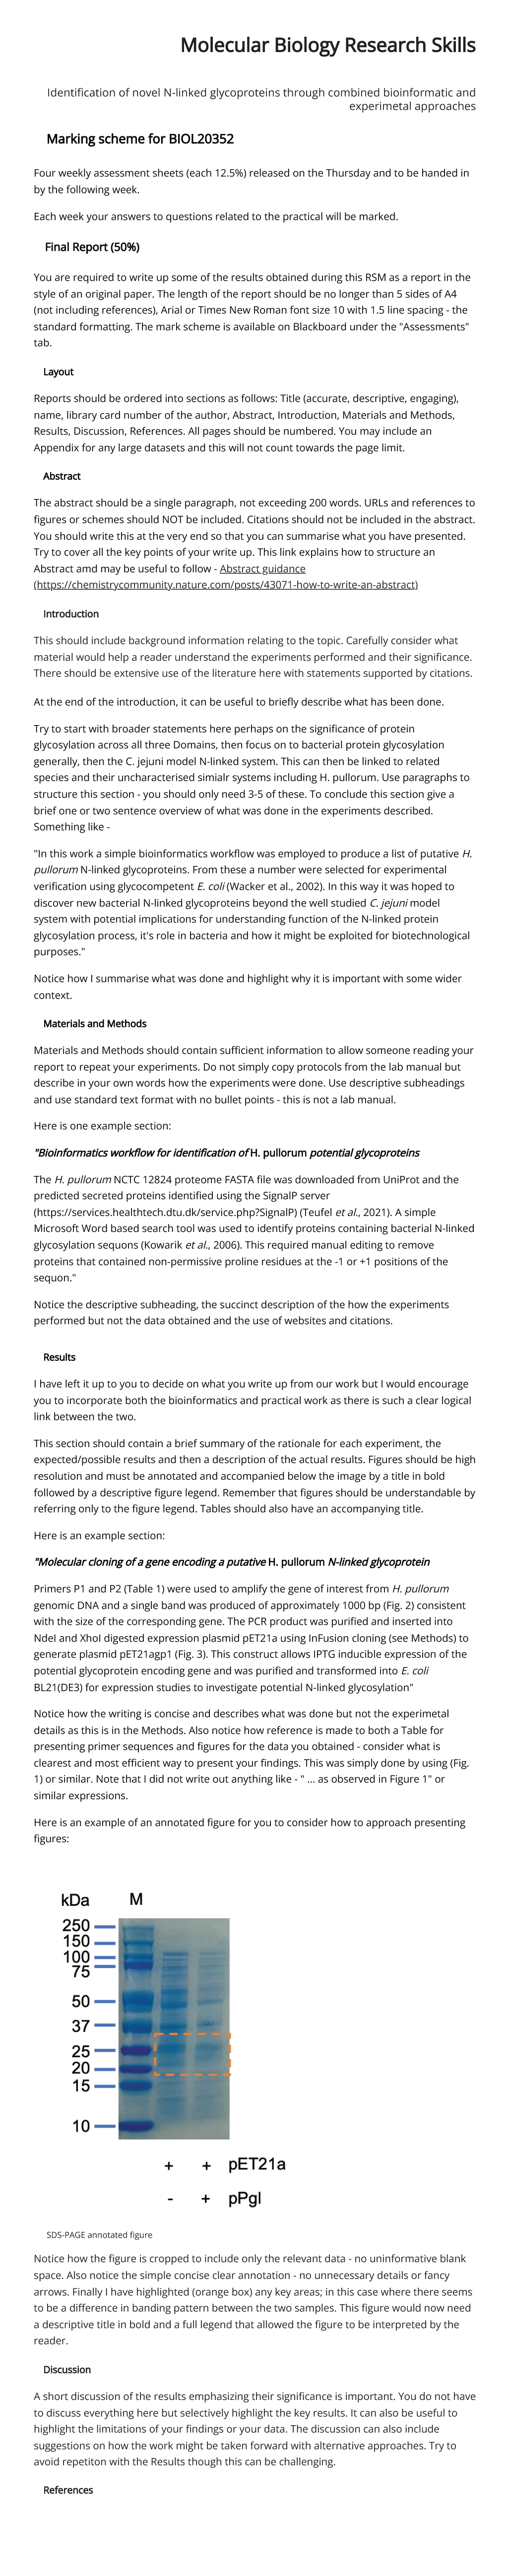 Molecular Biology Research Skills
Identification of novel N-linked glycoproteins through combined bioinformatic and
experimetal approaches
Marking scheme for BIOL20352
Four weekly assessment sheets (each 12.5%) released on the Thursday and to be handed in
by the following week.
Each week your answers to questions related to the practical will be marked.
Final Report (50%)
You are required to write up some of the results obtained during this RSM as a report in the
style of an original paper. The length of the report should be no longer than 5 sides of A4
(not including references), Arial or Times New Roman font size 10 with 1.5 line spacing - the
standard formatting. The mark scheme is available on Blackboard under the "Assessments"
tab.
Layout
Reports should be ordered into sections as follows: Title (accurate, descriptive, engaging),
name, library card number of the author, Abstract, Introduction, Materials and Methods,
Results, Discussion, References. All pages should be numbered. You may include an
Appendix for any large datasets and this will not count towards the page limit.
Abstract
The abstract should be a single paragraph, not exceeding 200 words. URLs and references to
figures or schemes should NOT be included. Citations should not be included in the abstract.
You should write this at the very end so that you can summarise what you have presented.
Try to cover all the key points of your write up. This link explains how to structure an
Abstract amd may be useful to follow - Abstract guidance
(https://chemistrycommunity.nature.com/posts/43071-how-to-write-an-abstract)
Introduction
This should include background information relating to the topic. Carefully consider what
material would help a reader understand the experiments performed and their significance.
There should be extensive use of the literature here with statements supported by citations.
At the end of the introduction, it can be useful to briefly describe what has been done.
Try to start with broader statements here perhaps on the significance of protein
glycosylation across all three Domains, then focus on to bacterial protein glycosylation
generally, then the C. jejuni model N-linked system. This can then be linked to related
species and their uncharacterised simialr systems including H. pullorum. Use paragraphs to
structure this section - you should only need 3-5 of these. To conclude this section give a
brief one or two sentence overview of what was done in the experiments described.
Something like -
"In this work a simple bioinformatics workflow was employed to produce a list of putative H.
pullorum N-linked glycoproteins. From these a number were selected for experimental
verification using glycocompetent E. coli (Wacker et al., 2002). In this way it was hoped to
discover new bacterial N-linked glycoproteins beyond the well studied C. jejuni model
system with potential implications for understanding function of the N-linked protein
glycosylation process, it's role in bacteria and how it might be exploited for biotechnological
purposes."
Notice how I summarise what was done and highlight why it is important with some wider
context.
Materials and Methods
Materials and Methods should contain sufficient information to allow someone reading your
report to repeat your experiments. Do not simply copy protocols from the lab manual but
describe in your own words how the experiments were done. Use descriptive subheadings
and use standard text format with no bullet points - this is not a lab manual.
Here is one example section:
"Bioinformatics workflow for identification of H. pullorum potential glycoproteins
The H. pullorum NCTC 12824 proteome FASTA file was downloaded from UniProt and the
predicted secreted proteins identified using the SignalP server
(https://services.healthtech.dtu.dk/service.php?SignalP) (Teufel et al., 2021). A simple
Microsoft Word based search tool was used to identify proteins containing bacterial N-linked
glycosylation sequons (Kowarik et al., 2006). This required manual editing to remove
proteins that contained non-permissive proline residues at the -1 or +1 positions of the
sequon."
Notice the descriptive subheading, the succinct description of the how the experiments
performed but not the data obtained and the use of websites and citations.
Results
I have left it up to you to decide on what you write up from our work but I would encourage
you to incorporate both the bioinformatics and practical work as there is such a clear logical
link between the two.
This section should contain a brief summary of the rationale for each experiment, the
expected/possible results and then a description of the actual results. Figures should be high
resolution and must be annotated and accompanied below the image by a title in bold
followed by a descriptive figure legend. Remember that figures should be understandable by
referring only to the figure legend. Tables should also have an accompanying title.
Here is an example section:
"Molecular cloning of a gene encoding a putative H. pullorum N-linked glycoprotein
Primers P1 and P2 (Table 1) were used to amplify the gene of interest from H. pullorum
genomic DNA and a single band was produced of approximately 1000 bp (Fig. 2) consistent
with the size of the corresponding gene. The PCR product was purified and inserted into
NdeI and XhoI digested expression plasmid pET21a using InFusion cloning (see Methods) to
generate plasmid pET21agp1 (Fig. 3). This construct allows IPTG inducible expression of the
potential glycoprotein encoding gene and was purified and transformed into E. coli
BL21(DE3) for expression studies to investigate potential N-linked glycosylation"
Notice how the writing is concise and describes what was done but not the experimetal
details as this is in the Methods. Also notice how reference is made to both a Table for
presenting primer sequences and figures for the data you obtained - consider what is
clearest and most efficient way to present your findings. This was simply done by using (Fig.
1) or similar. Note that I did not write out anything like - " ... as observed in Figure 1" or
similar expressions.
Here is an example of an annotated figure for you to consider how to approach presenting
figures:
kDa M
250
150
100
75
50
37
25
20
15
10
+ + pET21a
- + pPgl
SDS-PAGE annotated figure
Notice how the figure is cropped to include only the relevant data - no uninformative blank
space. Also notice the simple concise clear annotation - no unnecessary details or fancy
arrows. Finally I have highlighted (orange box) any key areas; in this case where there seems
to be a difference in banding pattern between the two samples. This figure would now need
a descriptive title in bold and a full legend that allowed the figure to be interpreted by the
reader.
Discussion
A short discussion of the results emphasizing their significance is important. You do not have
to discuss everything here but selectively highlight the key results. It can also be useful to
highlight the limitations of your findings or your data. The discussion can also include
suggestions on how the work might be taken forward with alternative approaches. Try to
avoid repetiton with the Results though this can be challenging.
References